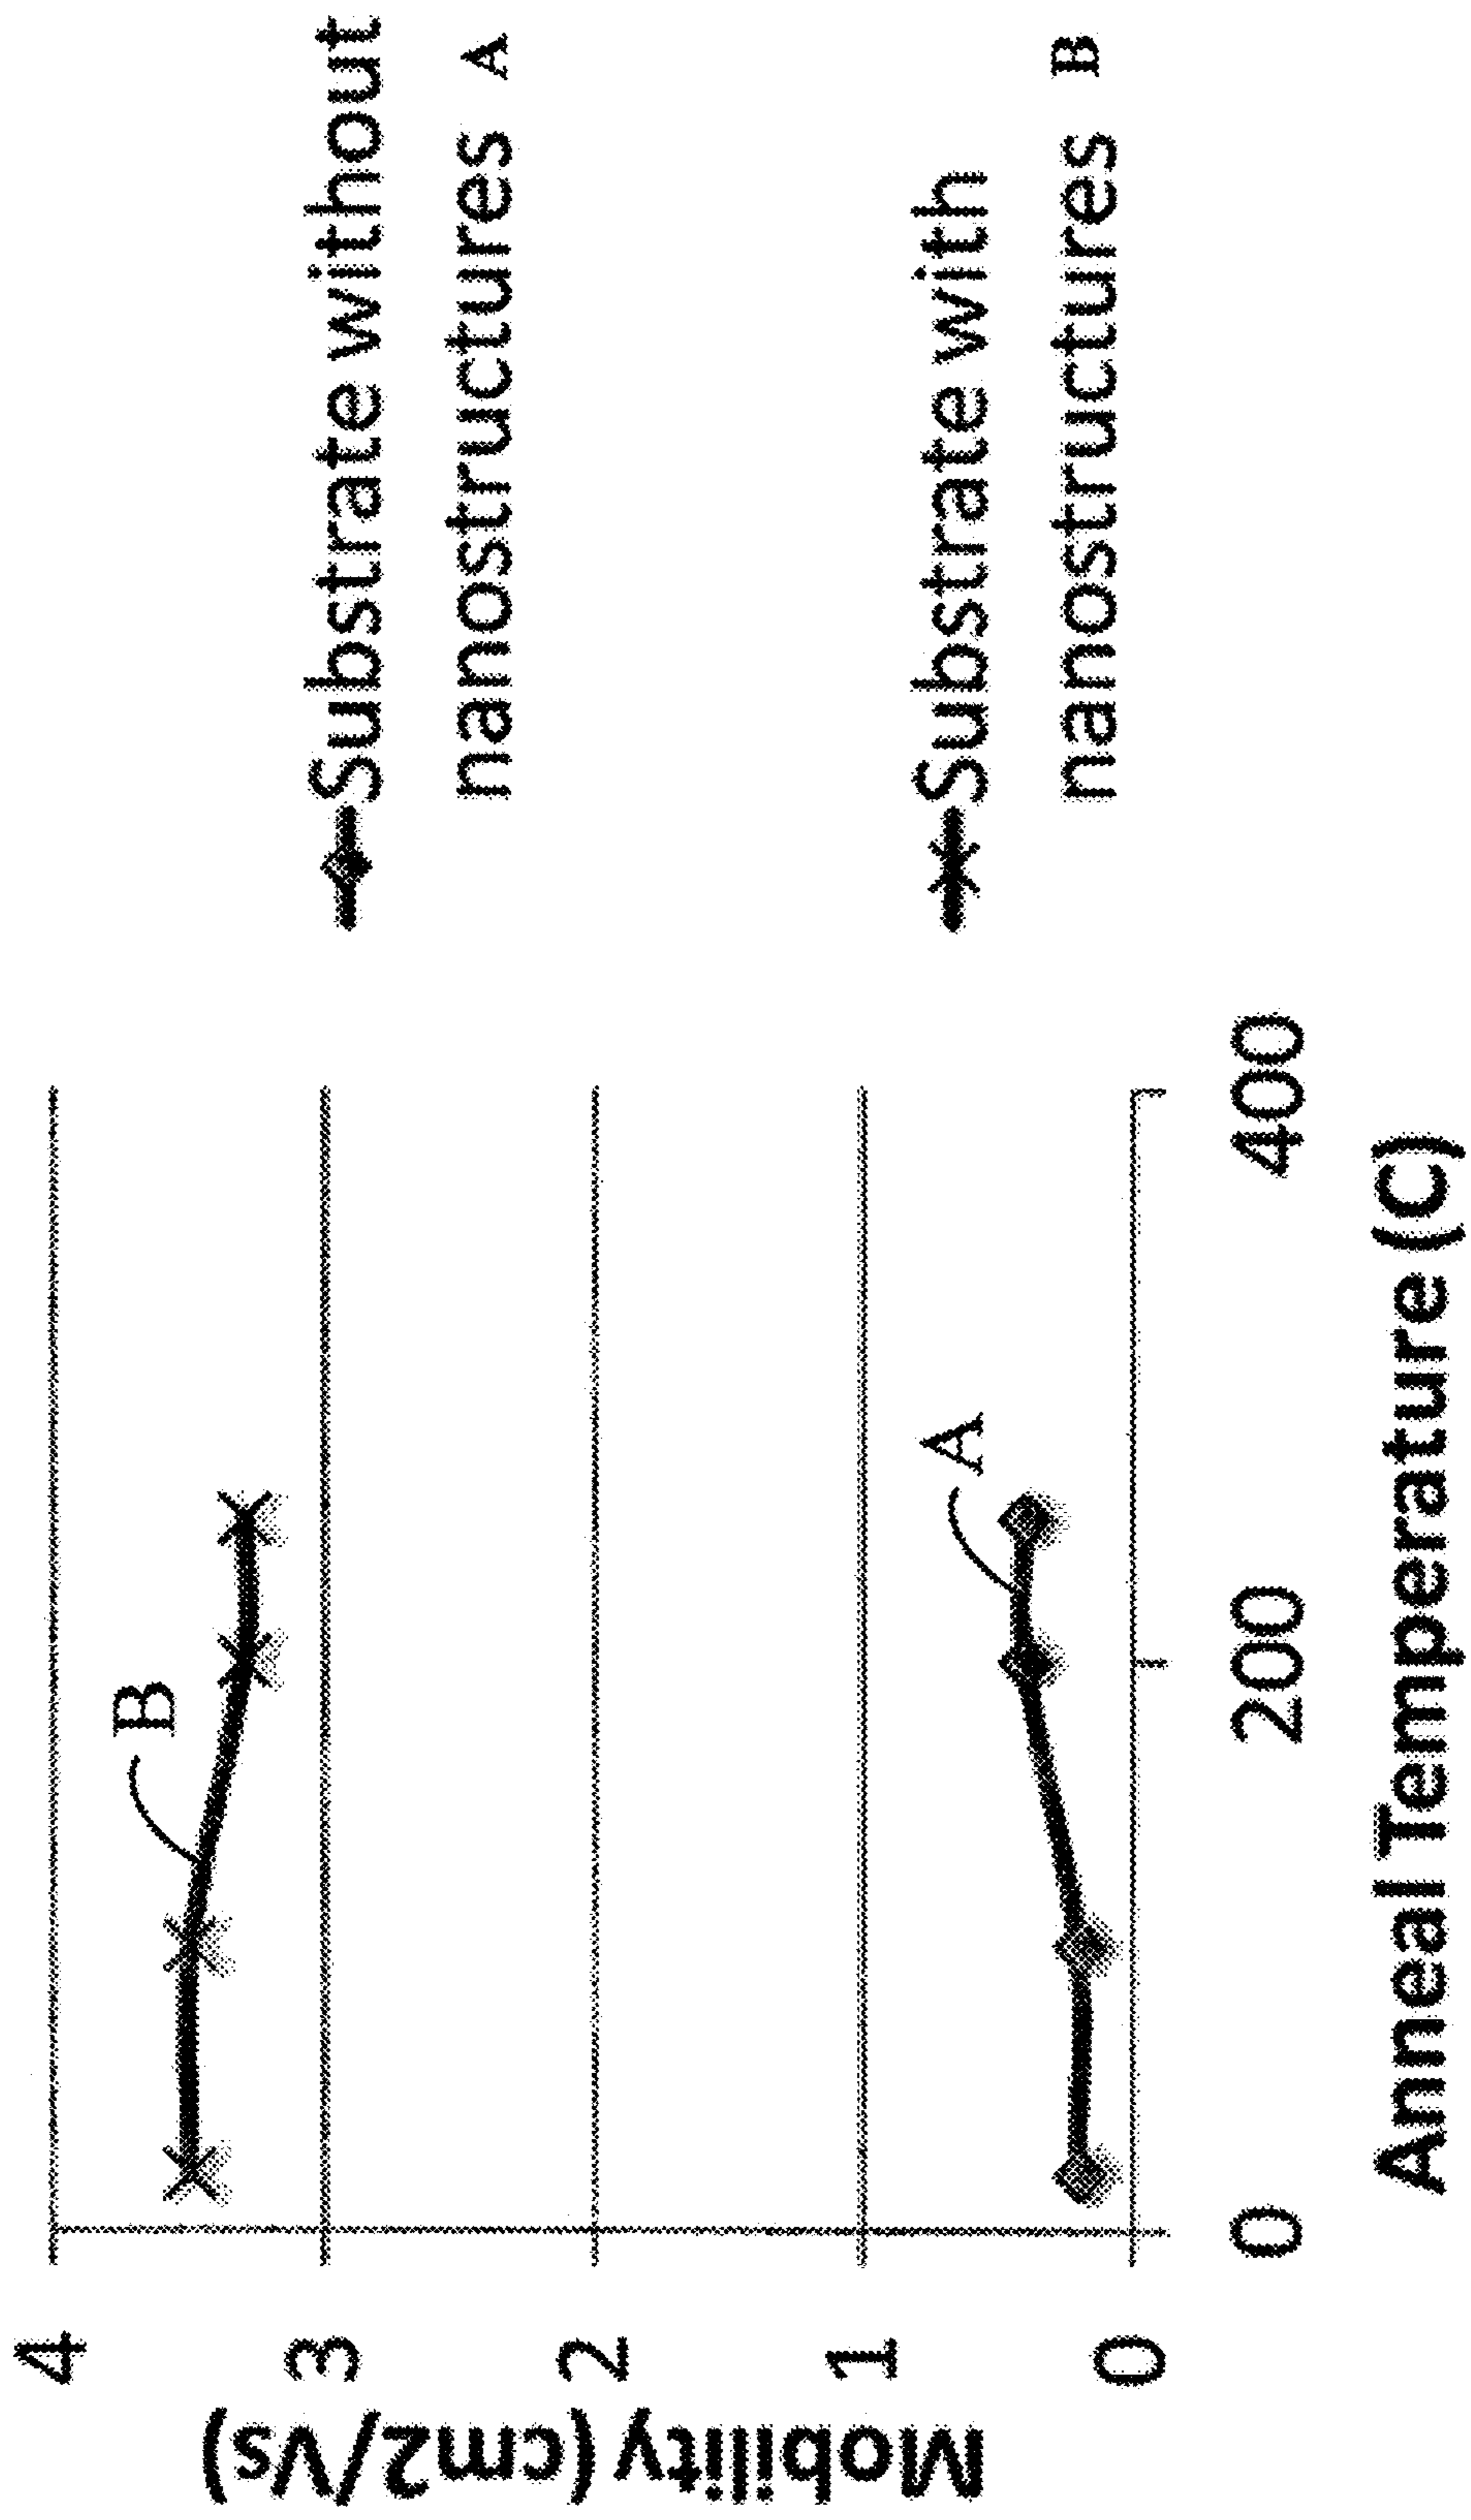 4
3
2
1
0
Mobility (cm2/Vs)
0
200
400
Anneal Temperature (C)
B
A
Substrate without
nanostructures A
Substrate with
nanostructures B